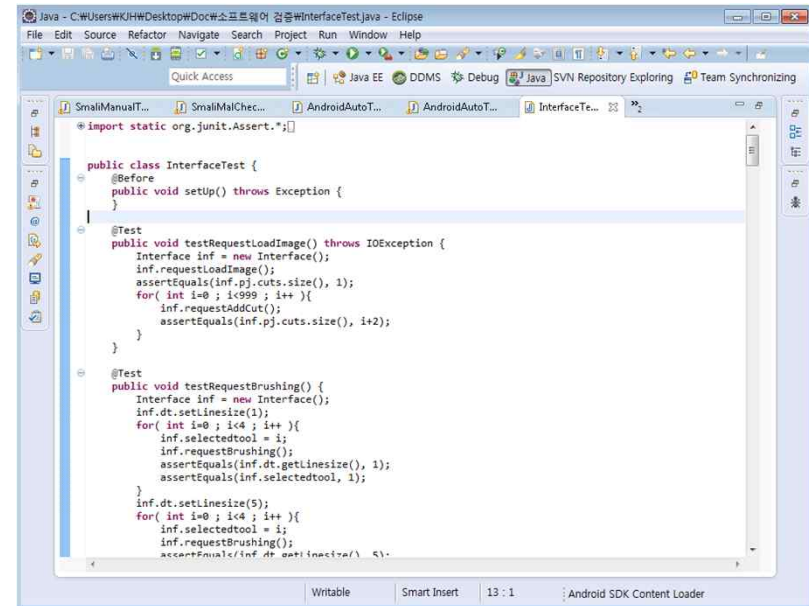 Java - C:₩Users₩KJH₩Desktop₩Doc₩소프트웨어 검증₩InterfaceTest.java - Eclipse
File Edit Source Refactor Navigate Search Project Run Window Help
Quick Access Java EE DDMS Debug Java SVN Repository Exploring Team Synchronizing
SmaliManualT... SmaliMalChec... AndroidAutoT... AndroidAutoT... InterfaceTe... »2
import static org.junit.Assert.*;
public class InterfaceTest {
@Before
public void setUp() throws Exception {
}
@Test
public void testRequestLoadImage() throws IOException {
Interface inf = new Interface();
inf.requestLoadImage();
assertEquals(inf.pj.cuts.size(), 1);
for( int i=0 ; i<999 ; i++ ){
inf.requestAddCut();
assertEquals(inf.pj.cuts.size(), i+2);
}
}
@Test
public void testRequestBrushing() {
Interface inf = new Interface();
inf.dt.setLinesize(1);
for( int i=0 ; i<4 ; i++ ){
inf.selectedtool = i;
inf.requestBrushing();
assertEquals(inf.dt.getLinesize(), 1);
assertEquals(inf.selectedtool, 1);
}
inf.dt.setLinesize(5);
for( int i=0 ; i<4 ; i++ ){
inf.selectedtool = i;
inf.requestBrushing();
assertEquals(inf.dt.getLinesize(), 5);
Writable Smart Insert 13 : 1 Android SDK Content Loader